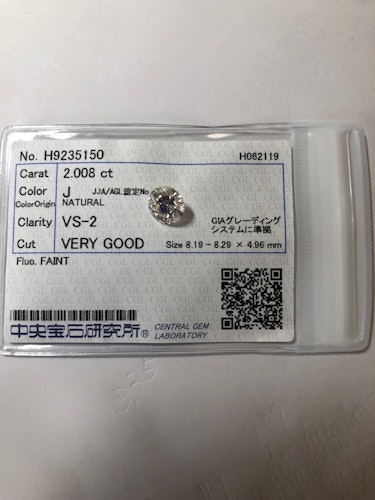 No. H9235150 H062119
Carat 2.008 ct
Color J JJA/AGL認定No
ColorOrigin NATURAL
Clarity VS-2 GIAグレーディング
システムに準拠
Cut VERY GOOD Size 8.19 - 8.29 × 4.96 mm
Fluo. FAINT
中央宝石研究所® CENTRAL GEM
LABORATORY